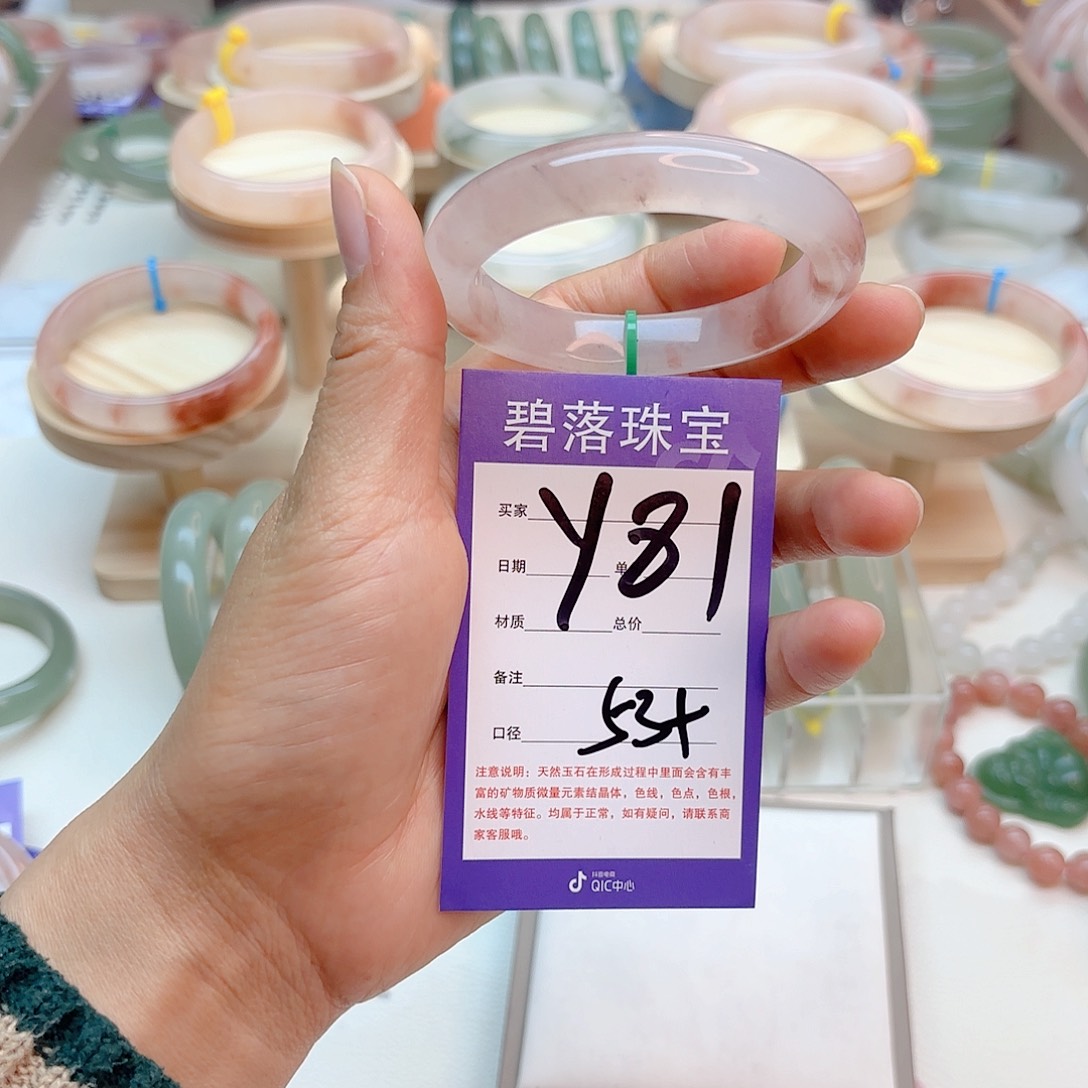 碧落珠宝
买家
Y81
日期 单
材质 总价
备注
口径 53+
注意说明：天然玉石在形成过程中里面会含有丰
富的矿物质微量元素结晶体，色线，色点，色根，
水线等特征。均属于正常，如有疑问，请联系商
家客服哦。
抖音电商
QIC中心